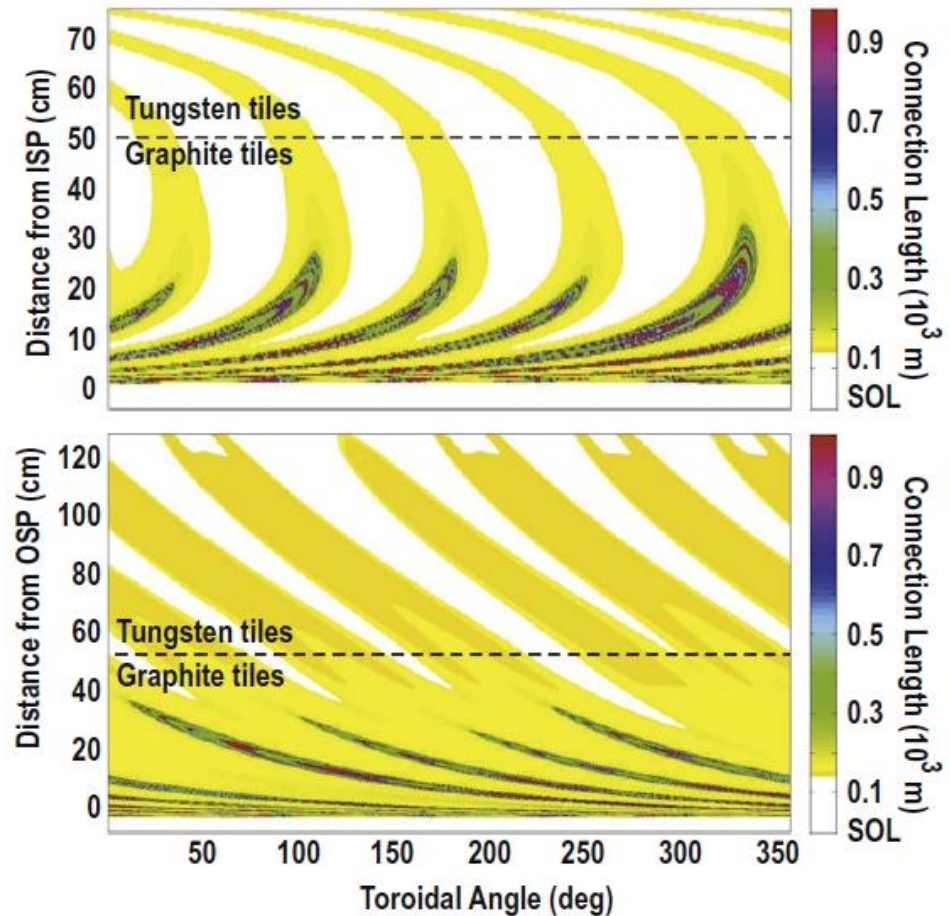 70
60
50
40
30
20
10
0
Distance from ISP (cm)
Tungsten tiles
Graphite tiles
0.9
0.7
0.5
0.3
0.1
SOL
Connection Length (10³ m)
120
100
80
60
40
20
0
Distance from OSP (cm)
Tungsten tiles
Graphite tiles
0.9
0.7
0.5
0.3
0.1
SOL
Connection Length (10³ m)
50 100 150 200 250 300 350
Toroidal Angle (deg)